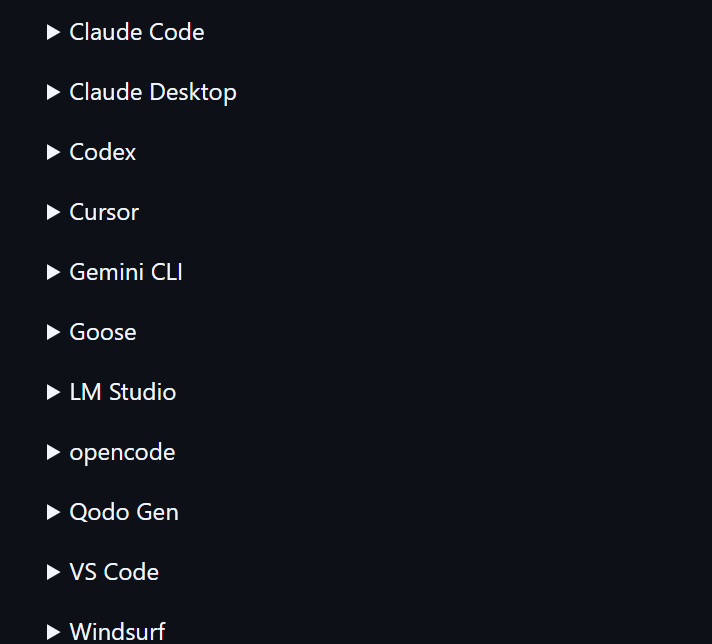 Claude Code
Claude Desktop
Codex
Cursor
Gemini CLI
Goose
LM Studio
opencode
Qodo Gen
VS Code
Windsurf